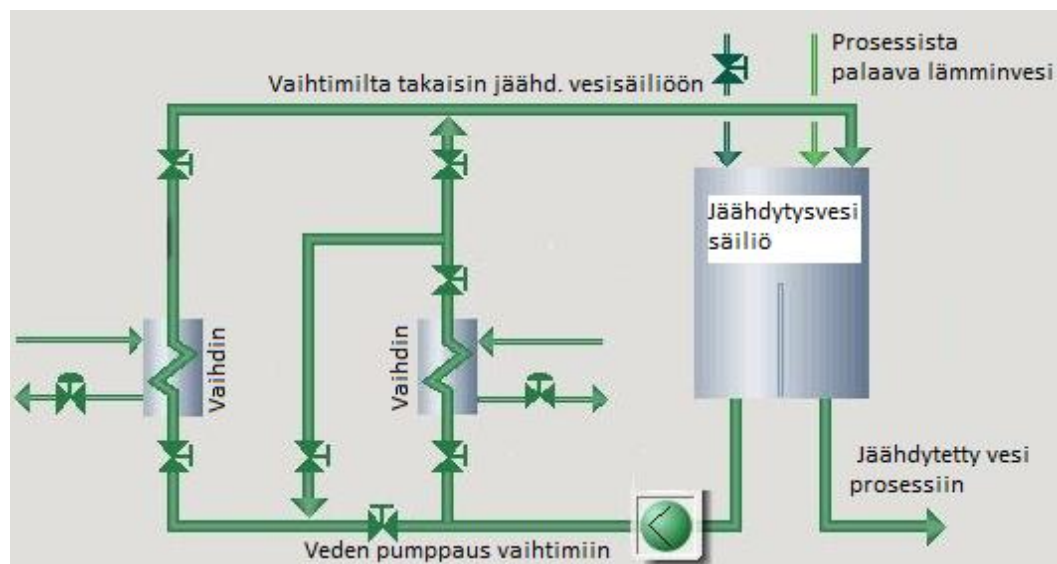 Prosessista
palaava lämminvesi
Vaihtimilta takaisin jäähd. vesisäiliöön
Jäähdytysvesi
säiliö
Vaihdin
Vaihdin
Jäähdytetty vesi
prosessiin
Veden pumppaus vaihtimiin